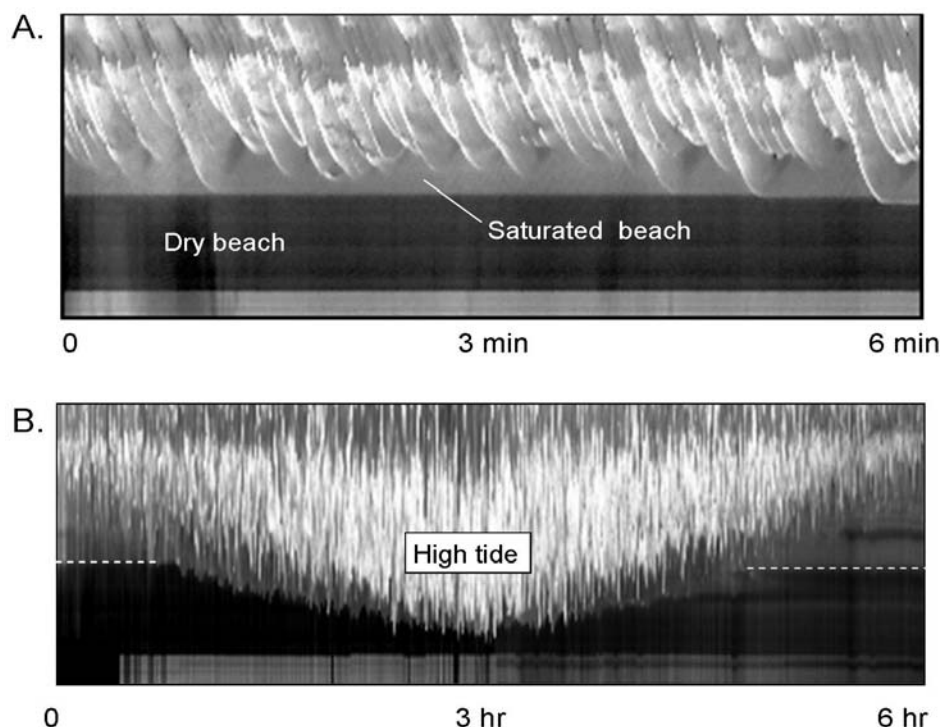 A.
Dry beach
Saturated beach
0 3 min 6 min
B.
High tide
0 3 hr 6 hr